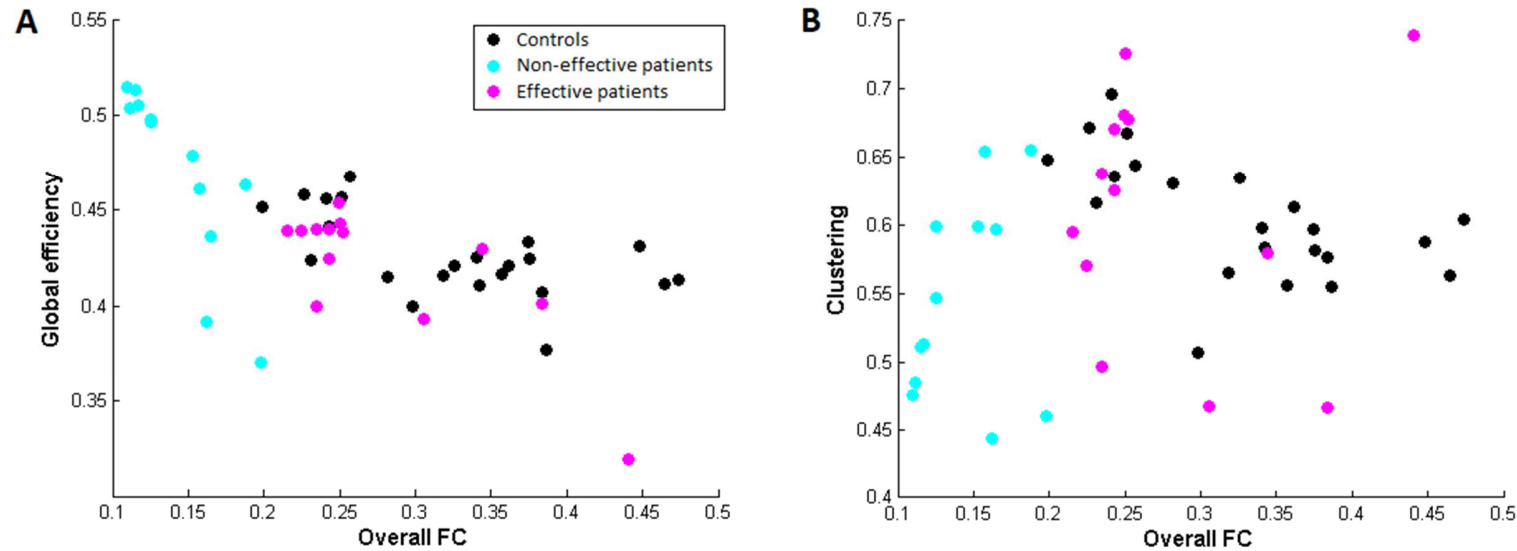 A
0.55
0.5
0.45
0.4
0.35
Global efficiency
0.1 0.15 0.2 0.25 0.3 0.35 0.4 0.45 0.5
Overall FC
Controls
Non-effective patients
Effective patients
B
0.75
0.7
0.65
0.6
0.55
0.5
0.45
0.4
Clustering
0.1 0.15 0.2 0.25 0.3 0.35 0.4 0.45 0.5
Overall FC